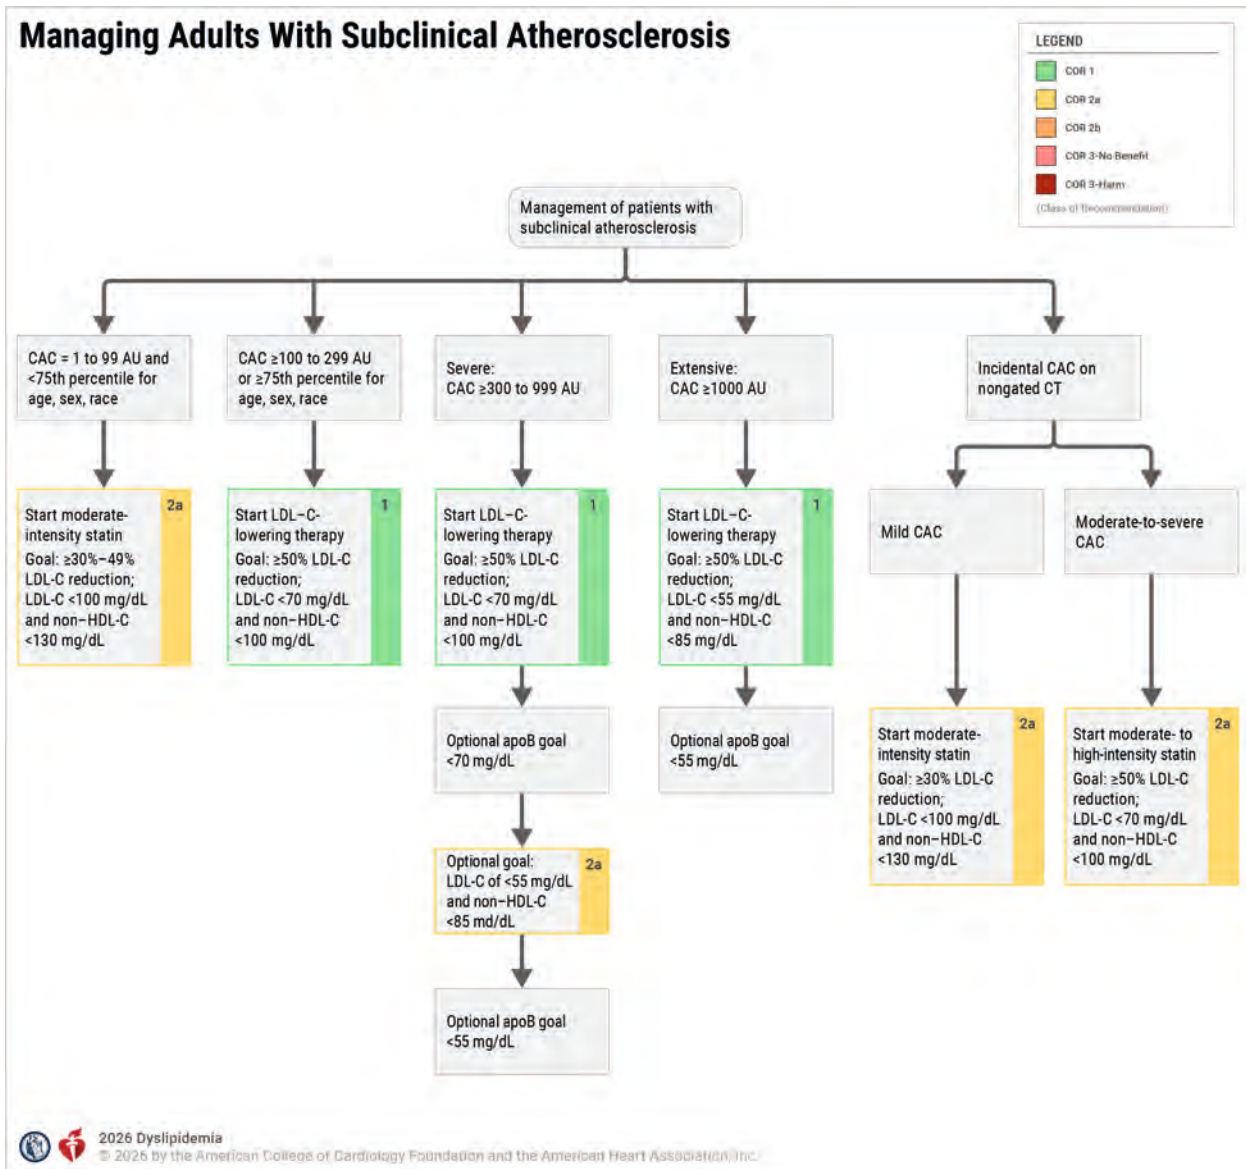 Managing Adults With Subclinical Atherosclerosis
LEGEND
COR 1
COR 2a
COR 2b
COR 3-No Benefit
COR 3-Harm
(Class of Recommendation)
Management of patients with
subclinical atherosclerosis
CAC = 1 to 99 AU and
<75th percentile for
age, sex, race
CAC ≥100 to 299 AU
or ≥75th percentile for
age, sex, race
Severe:
CAC ≥300 to 999 AU
Extensive:
CAC ≥1000 AU
Incidental CAC on
nongated CT
Mild CAC
Moderate-to-severe
CAC
Start moderate-
intensity statin
Goal: ≥30%–49%
LDL-C reduction;
LDL-C <100 mg/dL
and non–HDL-C
<130 mg/dL
2a
Start LDL–C-
lowering therapy
Goal: ≥50% LDL-C
reduction;
LDL-C <70 mg/dL
and non–HDL-C
<100 mg/dL
1
Start LDL–C-
lowering therapy
Goal: ≥50% LDL-C
reduction;
LDL-C <70 mg/dL
and non–HDL-C
<100 mg/dL
1
Start LDL–C-
lowering therapy
Goal: ≥50% LDL-C
reduction;
LDL-C <55 mg/dL
and non–HDL-C
<85 mg/dL
1
Optional apoB goal
<70 mg/dL
Optional apoB goal
<55 mg/dL
Start moderate-
intensity statin
Goal: ≥30% LDL-C
reduction;
LDL-C <100 mg/dL
and non–HDL-C
<130 mg/dL
2a
Start moderate- to
high-intensity statin
Goal: ≥50% LDL-C
reduction;
LDL-C <70 mg/dL
and non–HDL-C
<100 mg/dL
2a
Optional goal:
LDL-C of <55 mg/dL
and non–HDL-C
<85 md/dL
2a
Optional apoB goal
<55 mg/dL
2026 Dyslipidemia
© 2026 by the American College of Cardiology Foundation and the American Heart Association, Inc.